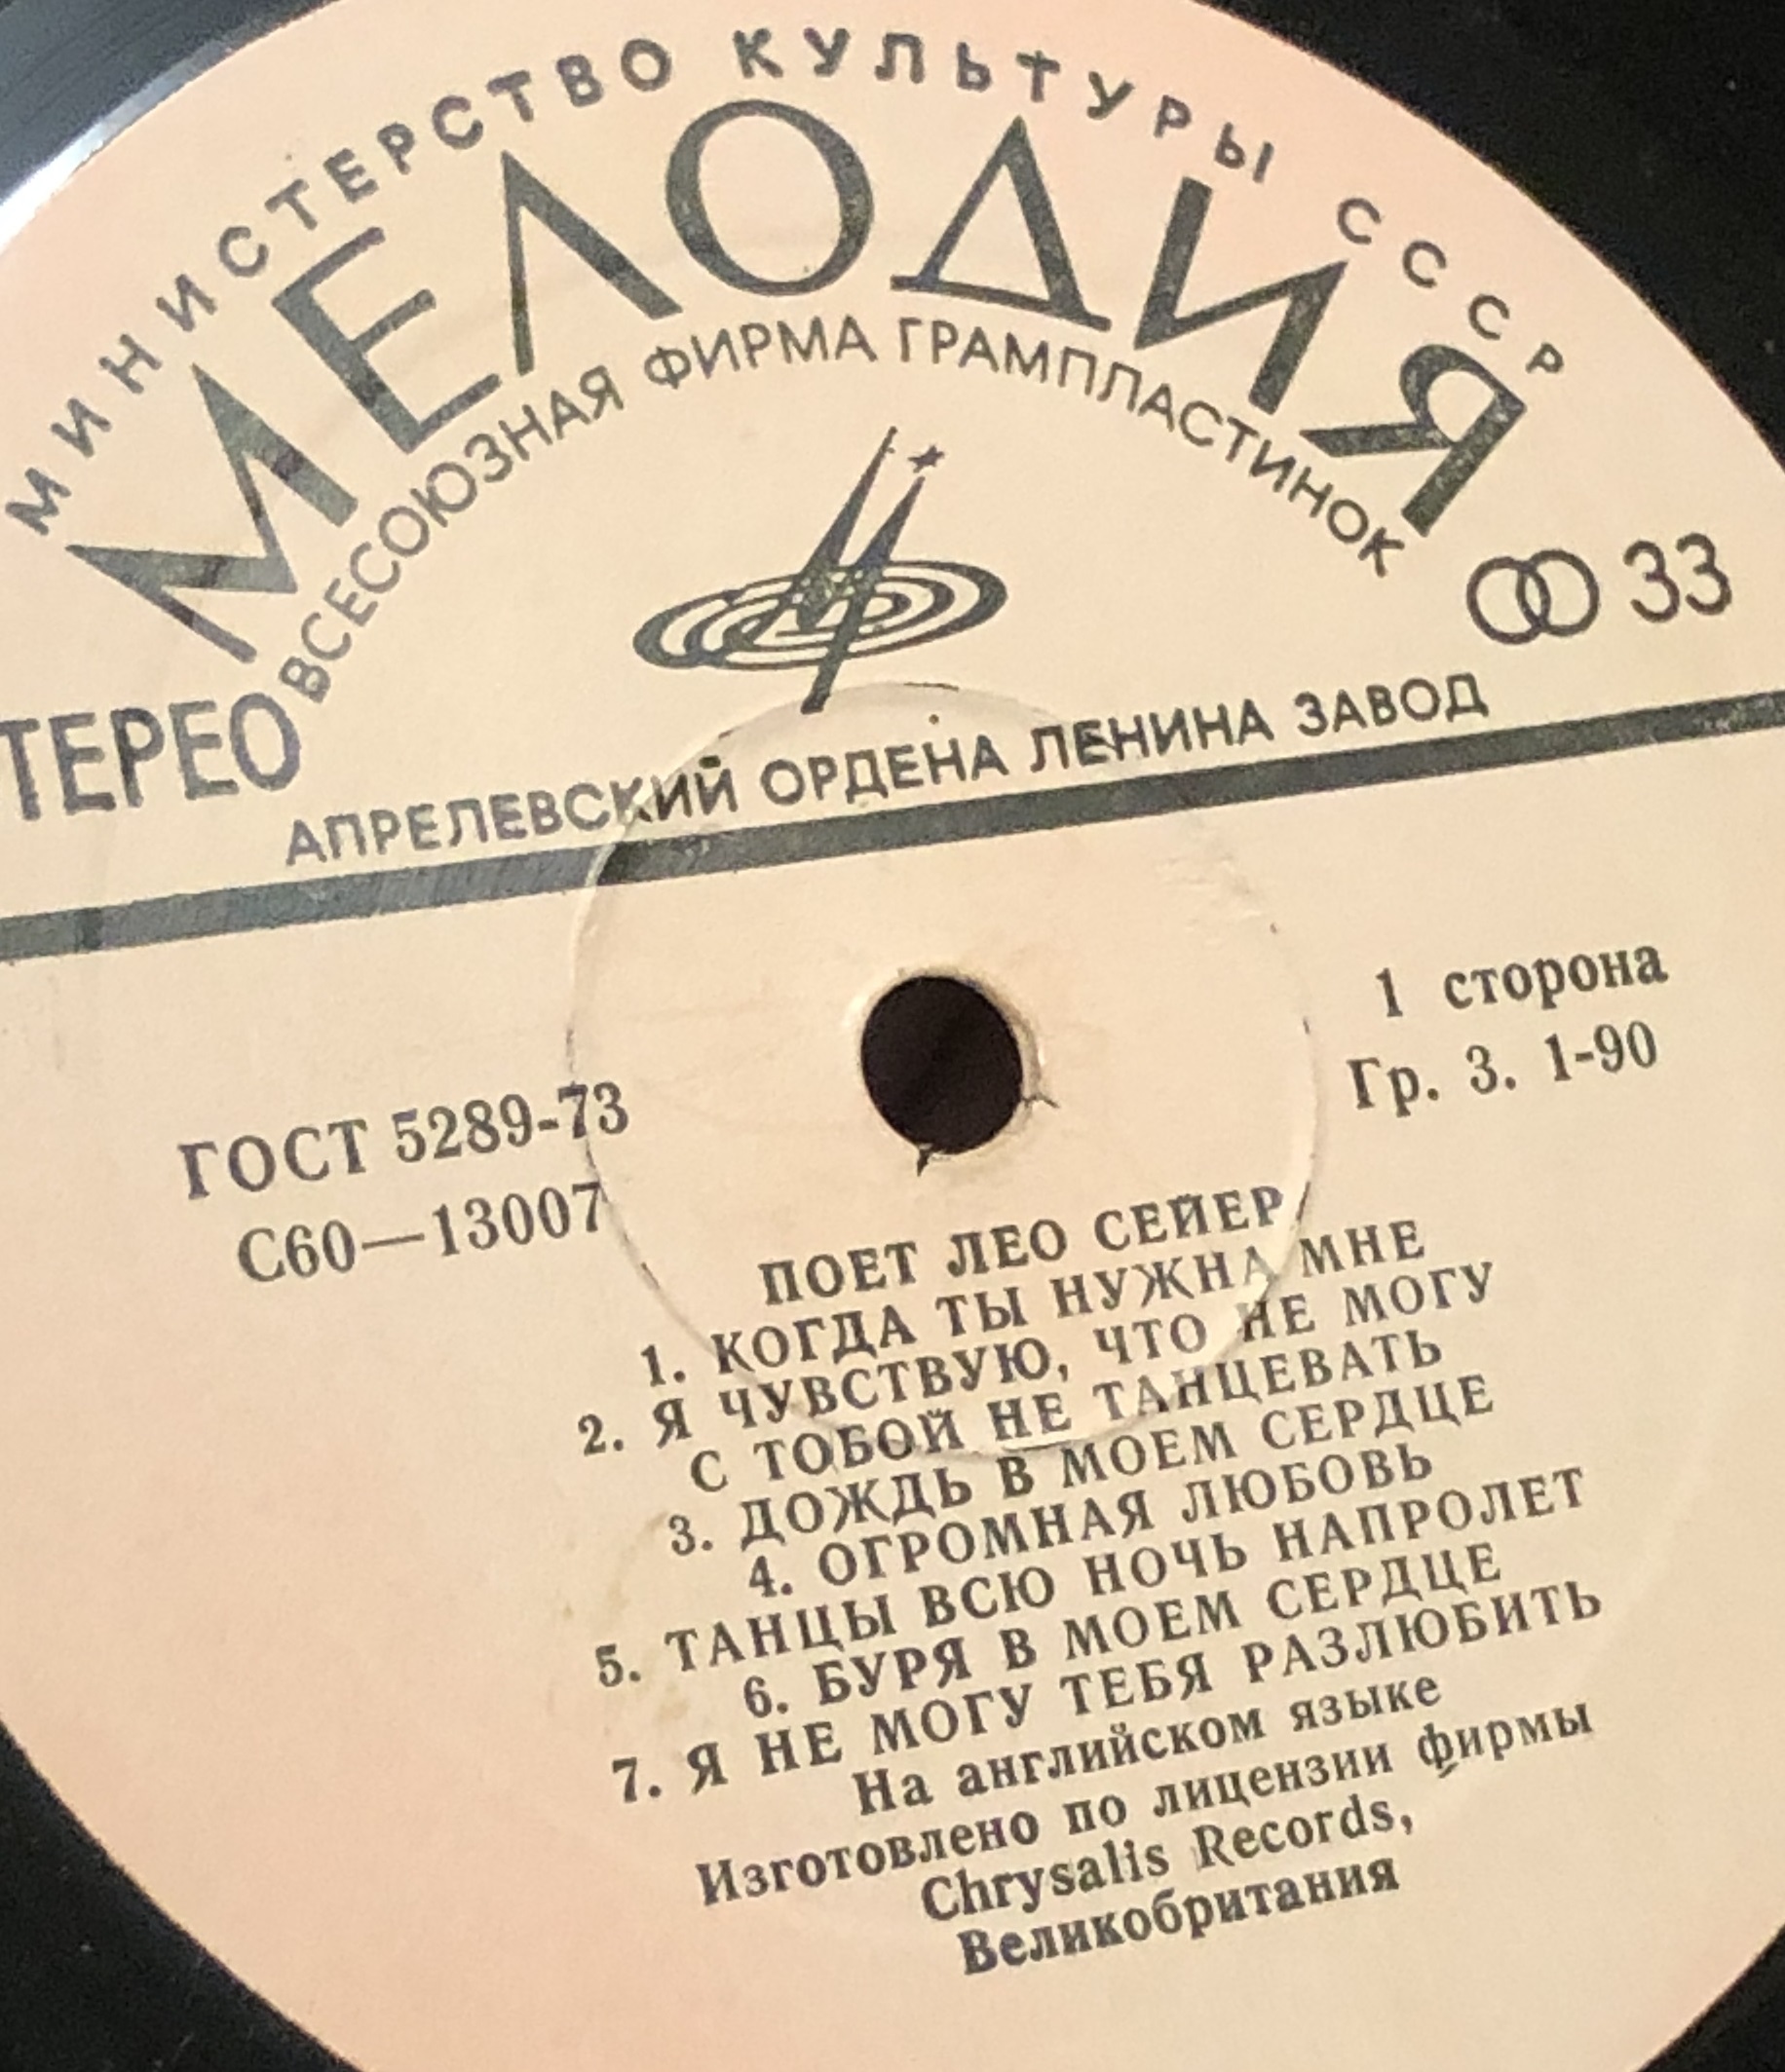 МИНИСТЕРСТВО КУЛЬТУРЫ СССР
МЕЛОДИЯ
ВСЕСОЮЗНАЯ ФИРМА ГРАМПЛАСТИНОК
33
ТЕРЕО
АПРЕЛЕВСКИЙ ОРДЕНА ЛЕНИНА ЗАВОД
1 сторона
Гр. 3. 1-90
ГОСТ 5289-73
С60—13007
ПОЕТ ЛЕО СЕЙЕР
1. КОГДА ТЫ НУЖНА МНЕ
2. Я ЧУВСТВУЮ, ЧТО НЕ МОГУ
С ТОБОЙ НЕ ТАНЦЕВАТЬ
3. ДОЖДЬ В МОЕМ СЕРДЦЕ
4. ОГРОМНАЯ ЛЮБОВЬ
5. ТАНЦЫ ВСЮ НОЧЬ НАПРОЛЕТ
6. БУРЯ В МОЕМ СЕРДЦЕ
7. Я НЕ МОГУ ТЕБЯ РАЗЛЮБИТЬ
На английском языке
Изготовлено по лицензии фирмы
Chrysalis Records,
Великобритания